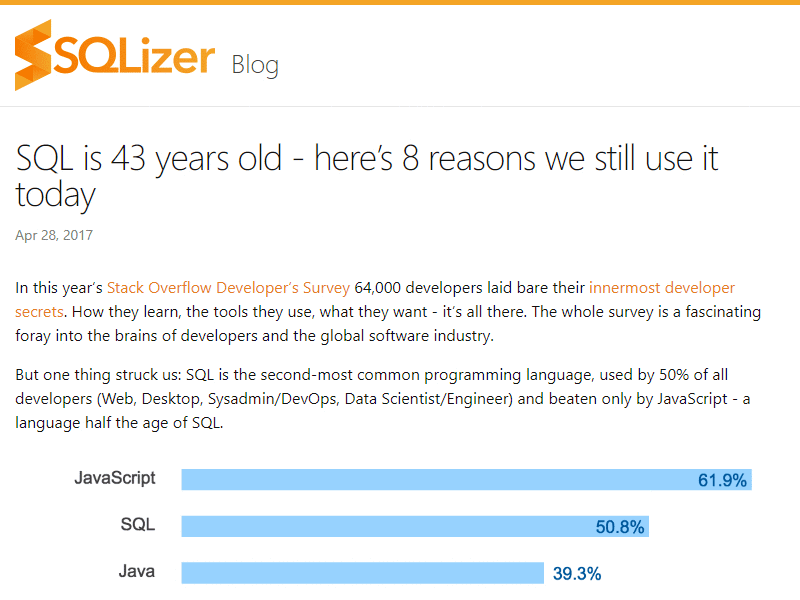 SQLizer Blog
SQL is 43 years old - here’s 8 reasons we still use it
today
Apr 28, 2017
In this year’s Stack Overflow Developer’s Survey 64,000 developers laid bare their innermost developer
secrets. How they learn, the tools they use, what they want - it’s all there. The whole survey is a fascinating
foray into the brains of developers and the global software industry.
But one thing struck us: SQL is the second-most common programming language, used by 50% of all
developers (Web, Desktop, Sysadmin/DevOps, Data Scientist/Engineer) and beaten only by JavaScript - a
language half the age of SQL.
JavaScript 61.9%
SQL 50.8%
Java 39.3%